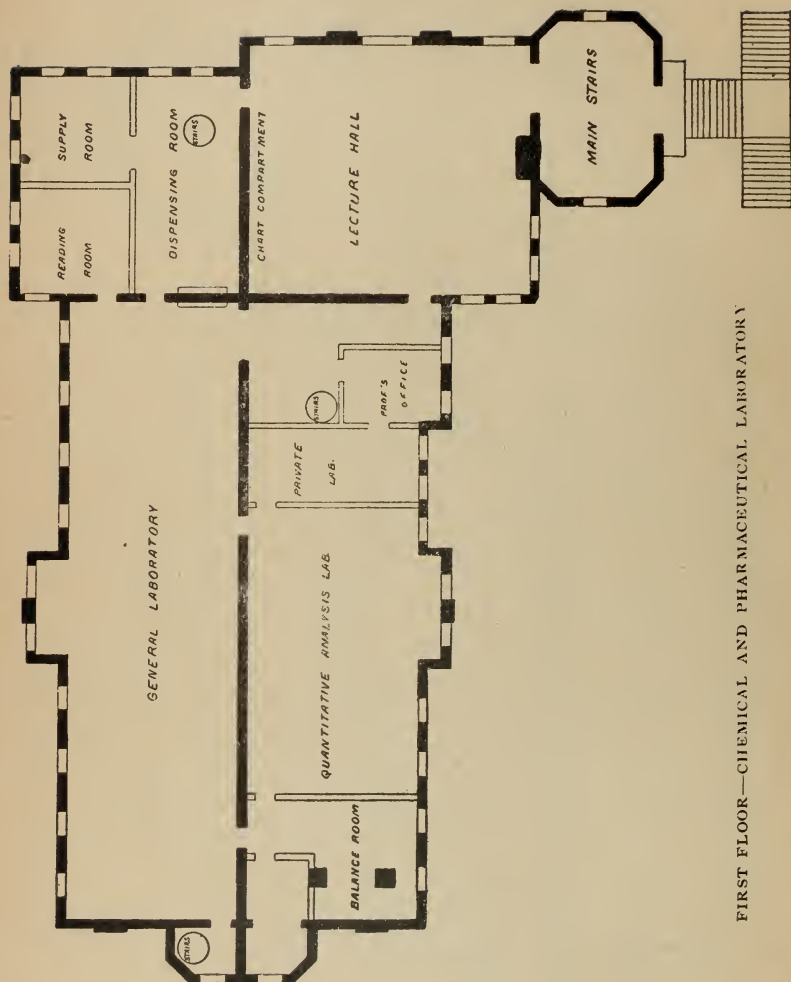 READING
ROOM
SUPPLY
ROOM
GENERAL LABORATORY
DISPENSING ROOM
STAIRS
STAIRS
CHART COMPARTMENT
PRIVATE
LAB.
STAIRS
QUANTITATIVE ANALYSIS LAB.
BALANCE ROOM
LECTURE HALL
PROF'S
OFFICE
MAIN STAIRS
FIRST FLOOR—CHEMICAL AND PHARMACEUTICAL LABORATORY